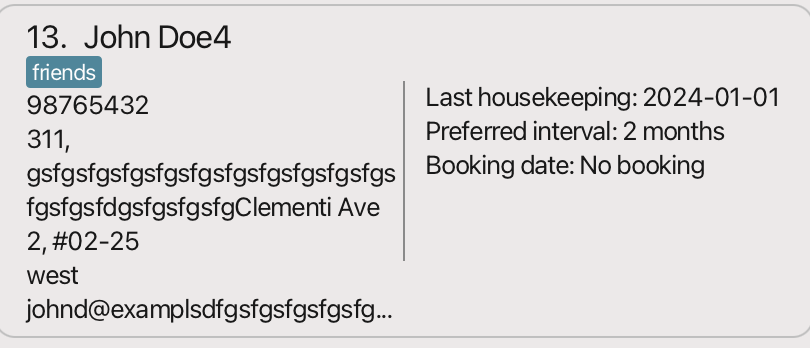 13. John Doe4
friends
98765432
311,
gsfgsfgsfgsfgsfgsfgsfgsfgsfgsfgsfgs
fgsfgsfdgsfgsfgsfgClementi Ave
2, #02-25
west
johnd@examplsdfgsfgsfgsfgsfg...
Last housekeeping: 2024-01-01
Preferred interval: 2 months
Booking date: No booking